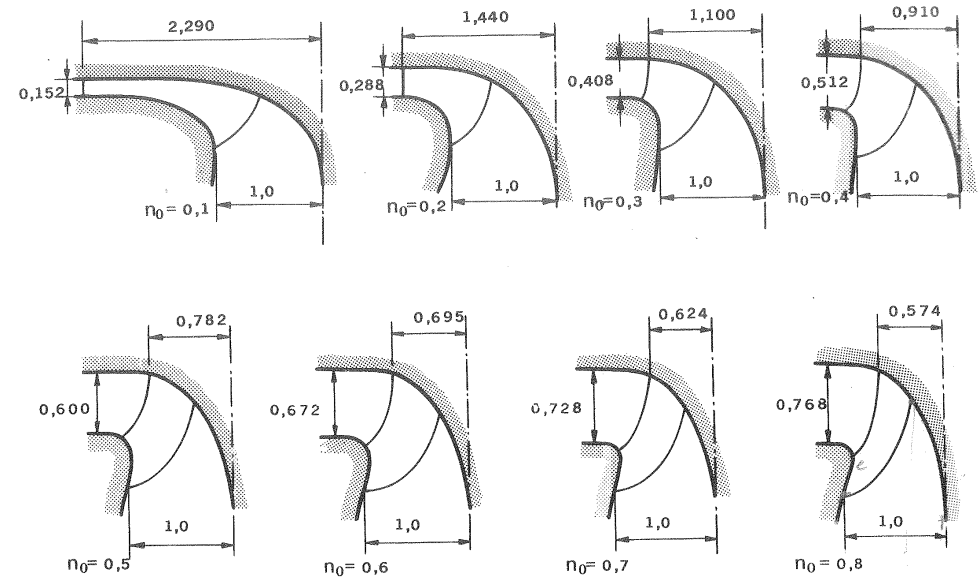 2,290
0,152
1,0
n₀= 0,1
1,440
0,288
1,0
n₀=0,2
1,100
0,408
1,0
n₀=0,3
0,910
0,512
1,0
n₀=0,4
0,782
0,600
1,0
n₀= 0,5
0,695
0,672
1,0
n₀= 0,6
0,624
0,728
1,0
n₀= 0,7
0,574
0,768
e
1,0
n₀= 0,8